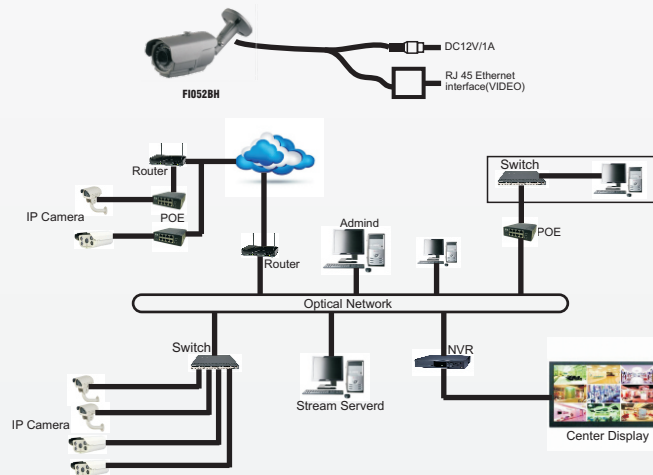 DC12V/1A
RJ 45 Ethernet
interface(VIDEO)
FI052BH
Router
IP Camera
POE
Switch
Admind
POE
Router
Optical Network
Switch
NVR
Stream Serverd
IP Camera
Center Display